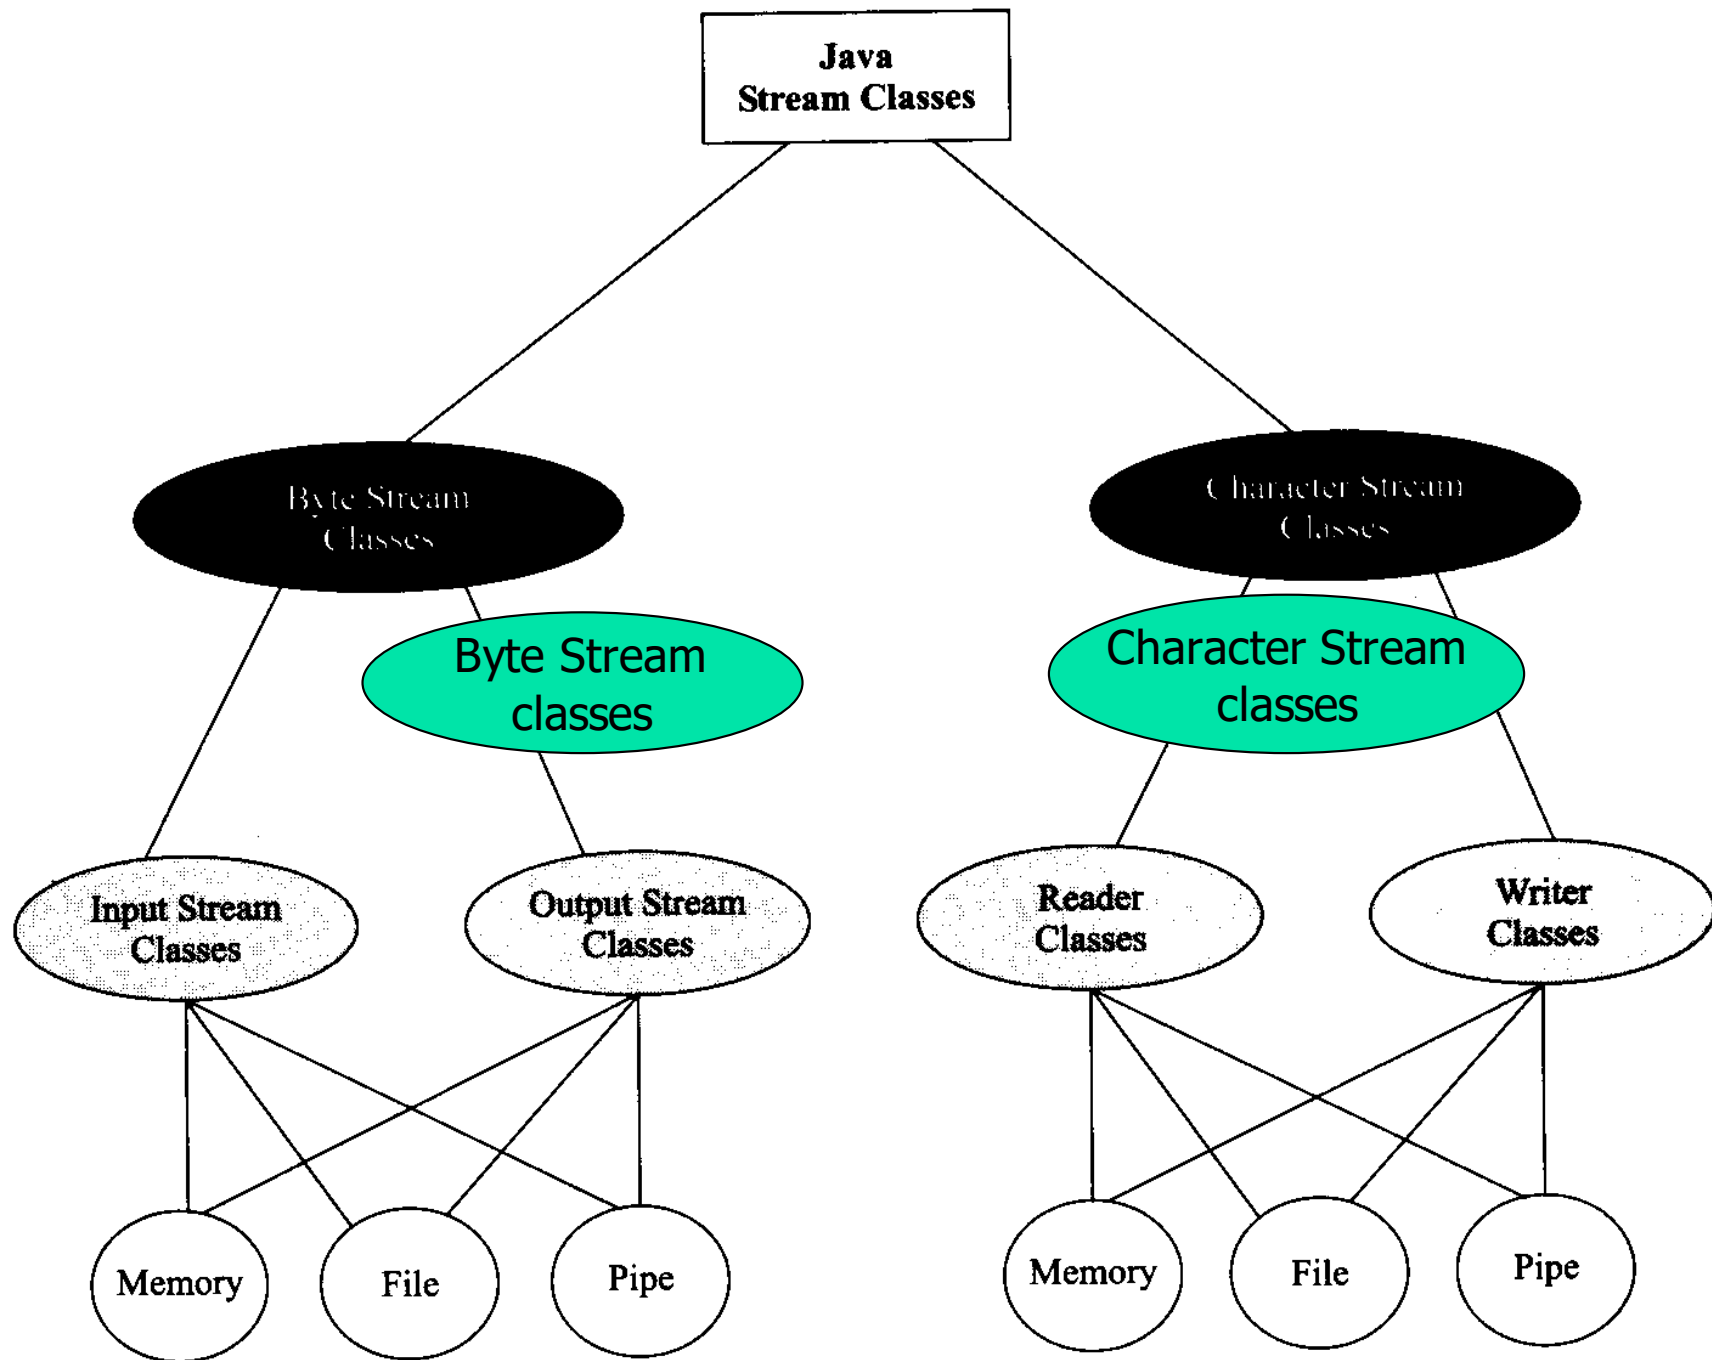 Java
Stream Classes
Byte Stream
Classes
Character Stream
Classes
Byte Stream
classes
Character Stream
classes
Input Stream
Classes
Output Stream
Classes
Reader
Classes
Writer
Classes
Memory
File
Pipe
Memory
File
Pipe